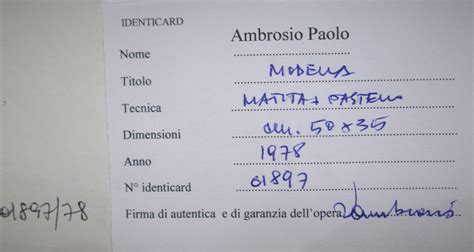 IDENTICARD
Ambrosio Paolo
Nome
Titolo MODELLA
Tecnica MATITA + PASTELLO
Dimensioni cm. 50x35
Anno 1978
N° identicard 01897
01897/78
Firma di autentica e di garanzia dell'opera